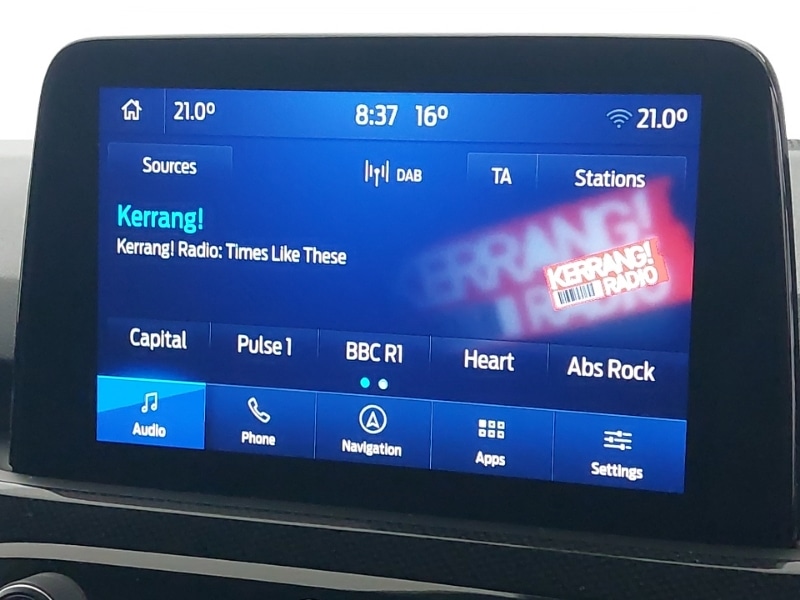 21.0° 8:37 16° 21.0°
Sources DAB TA Stations
Kerrang!
Kerrang! Radio: Times Like These
KERRANG!
RADIO
Capital Pulse 1 BBC R1 Heart Abs Rock
Audio Phone Navigation Apps Settings